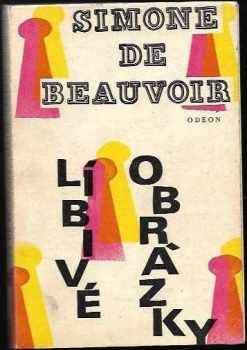 SIMONE
DE
BEAUVOIR
ODEON
LÍBIVÉ
OBRÁZKY